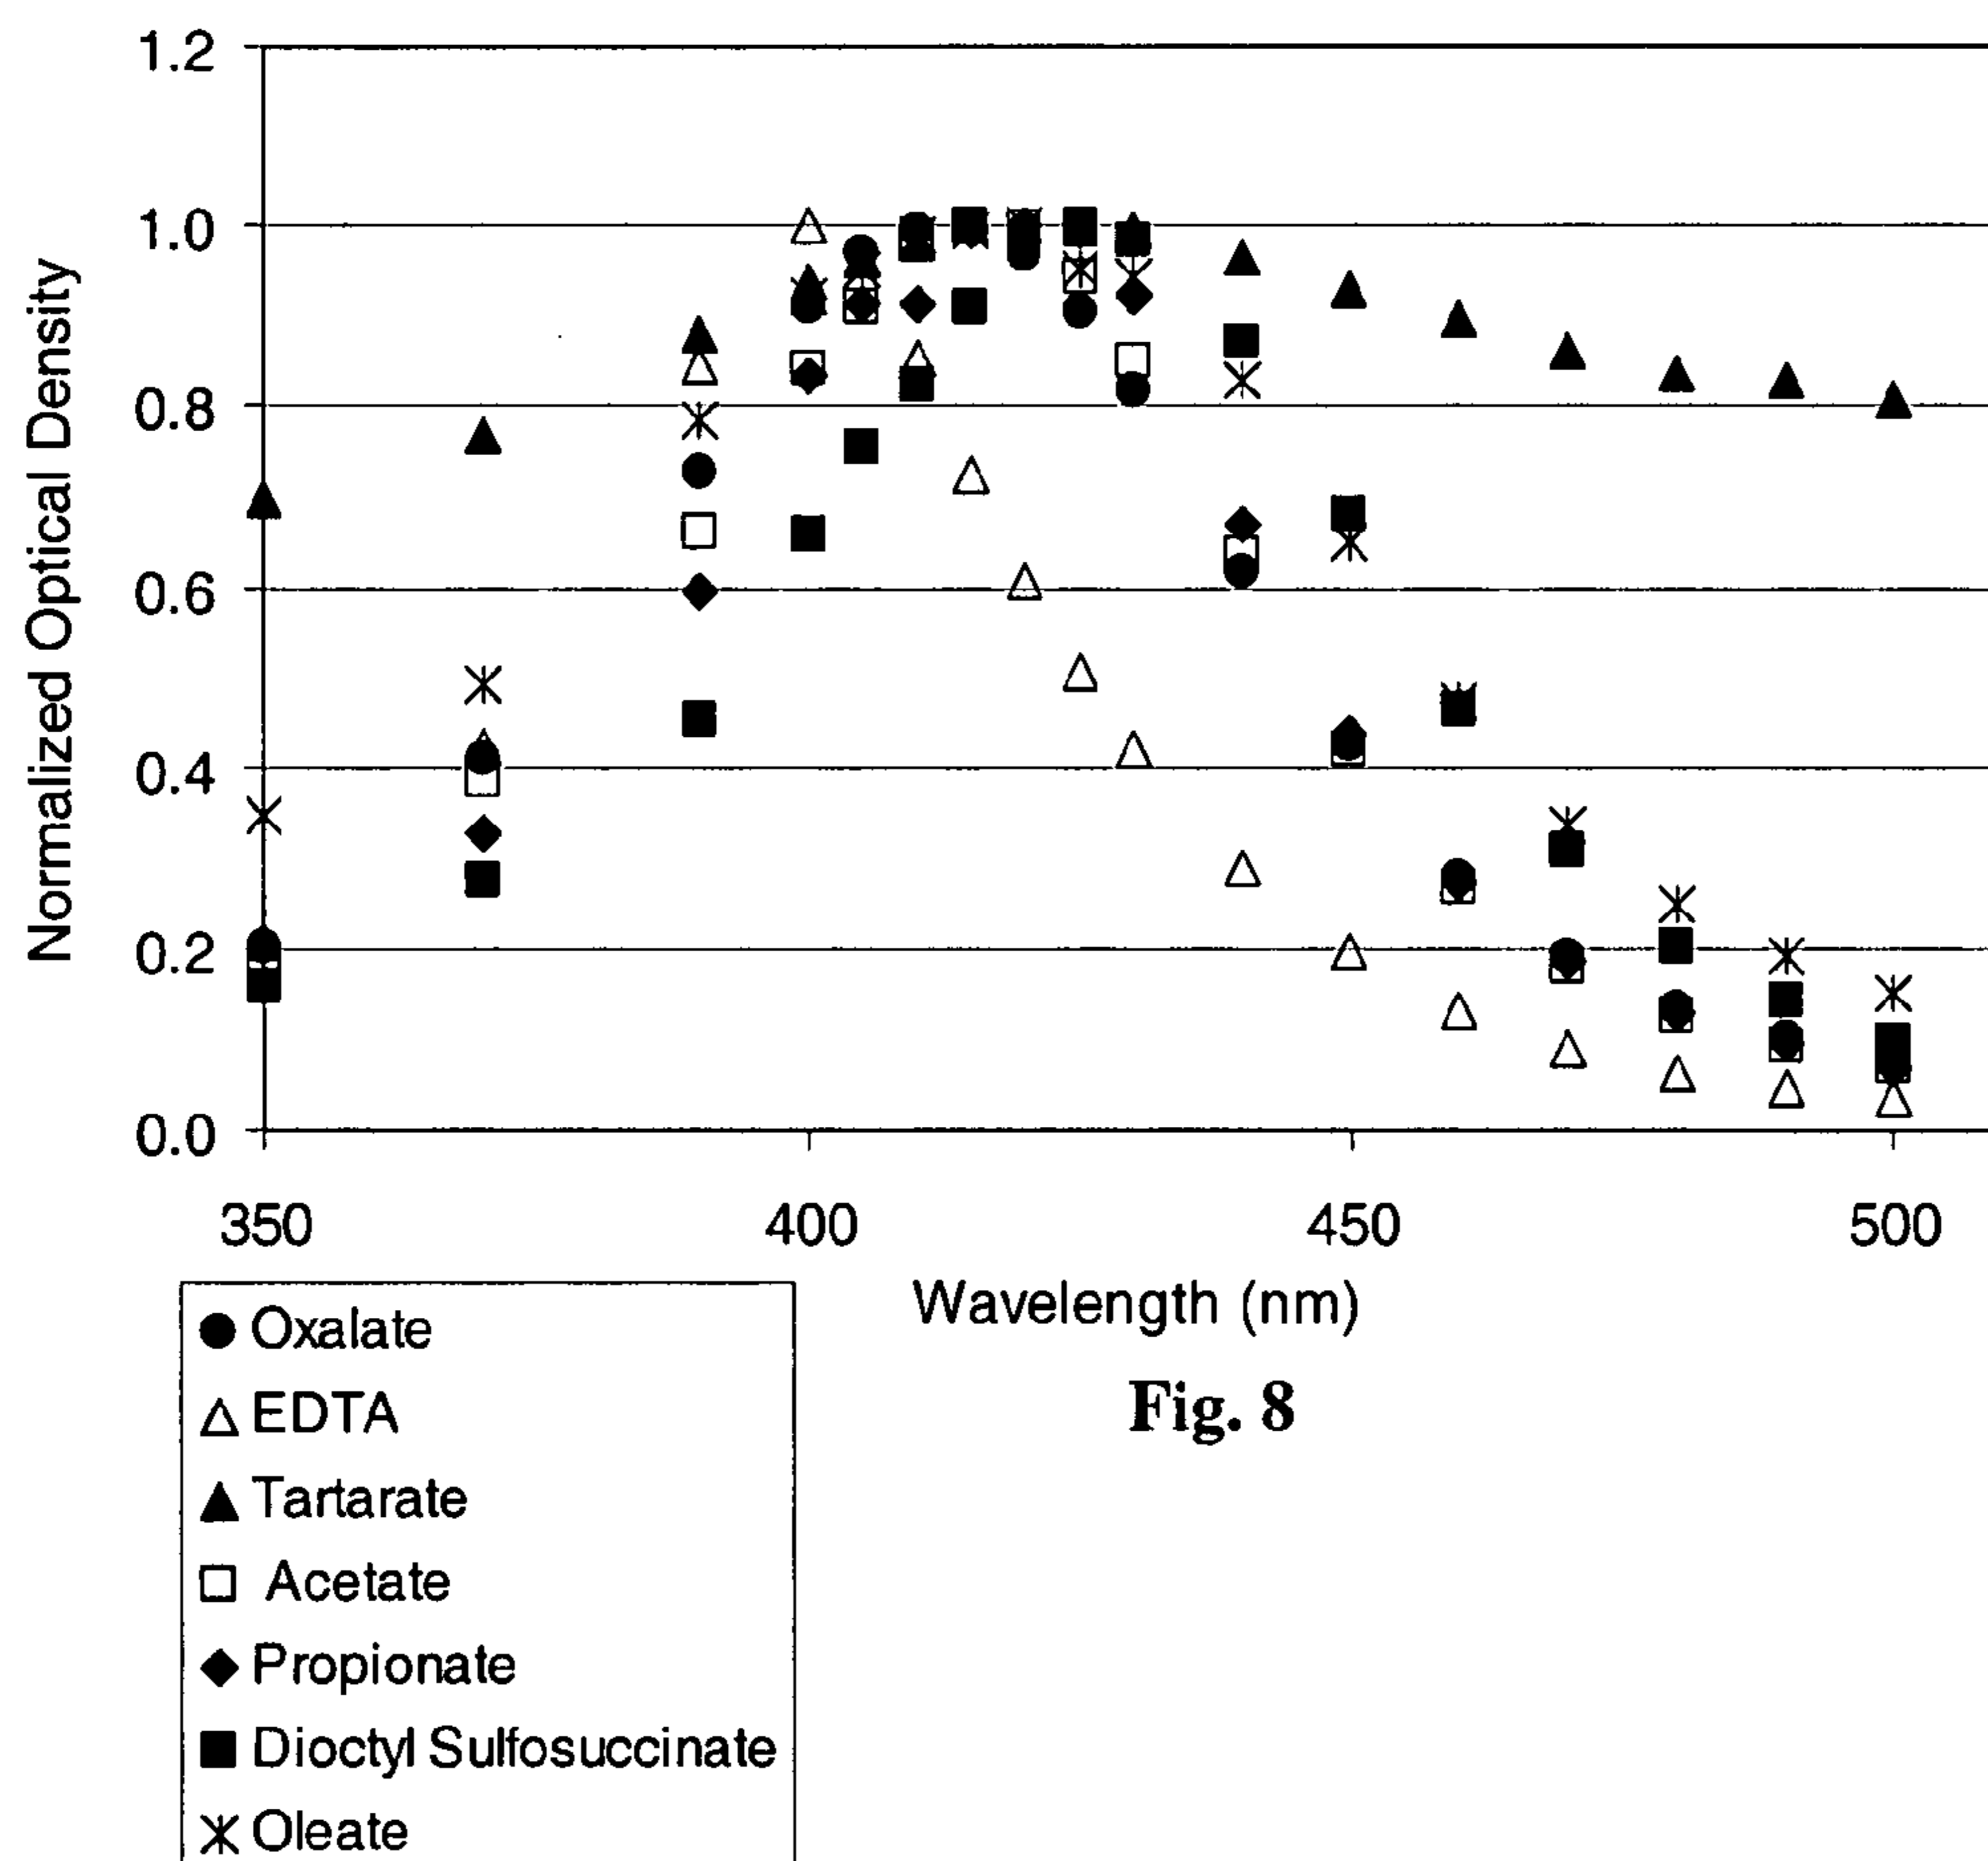 1.2
1.0
0.8
0.6
0.4
0.2
0.0
Normalized Optical Density
350 400 450 500
Wavelength (nm)
Fig. 8
Oxalate
EDTA
Tartarate
Acetate
Propionate
Dioctyl Sulfosuccinate
Oleate